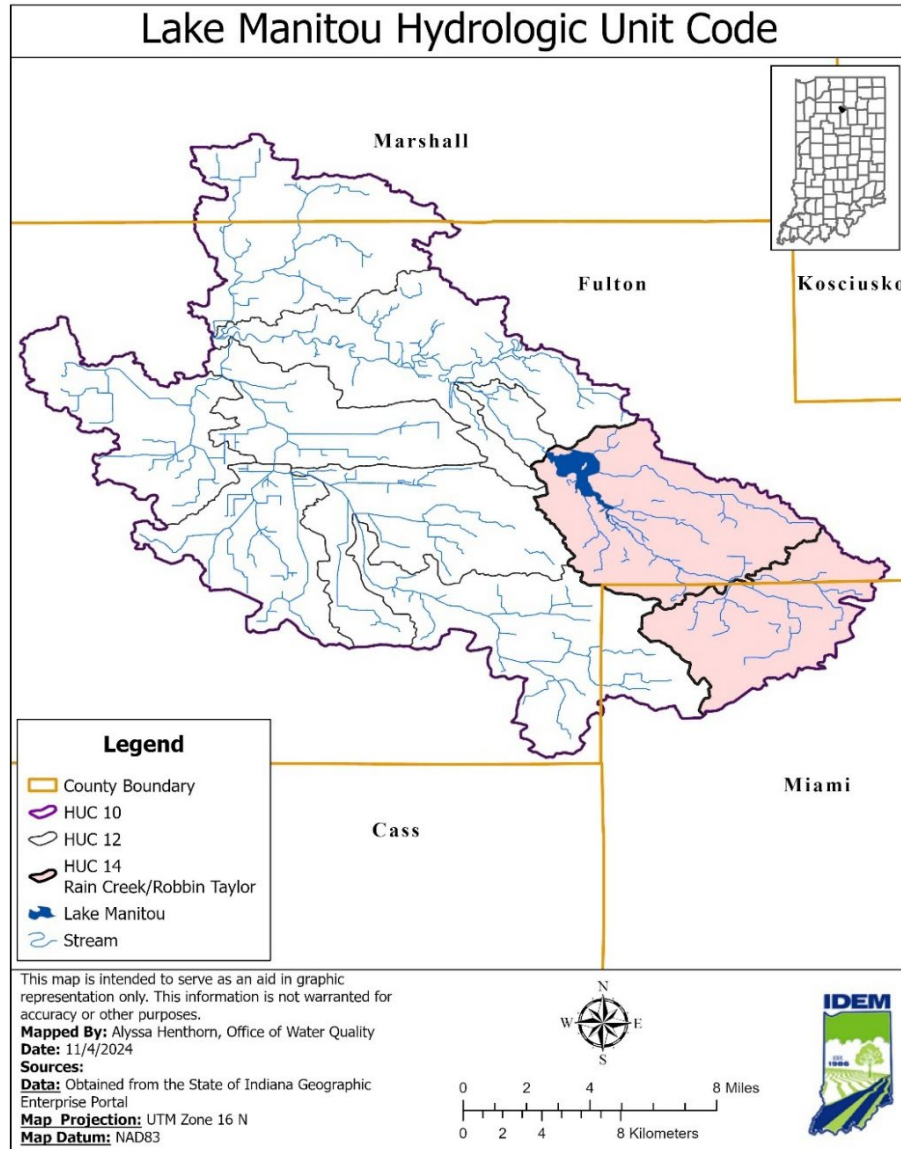 Lake Manitou Hydrologic Unit Code
Marshall
Fulton
Kosciusko
Miami
Cass
Legend
County Boundary
HUC 10
HUC 12
HUC 14
Rain Creek/Robbin Taylor
Lake Manitou
Stream
This map is intended to serve as an aid in graphic
representation only. This information is not warranted for
accuracy or other purposes.
Mapped By: Alyssa Henthorn, Office of Water Quality
Date: 11/4/2024
Sources:
Data: Obtained from the State of Indiana Geographic
Enterprise Portal
Map Projection: UTM Zone 16 N
Map Datum: NAD83
N
W E
S
0 2 4 8 Miles
0 2 4 8 Kilometers
IDEM
EST.
1986